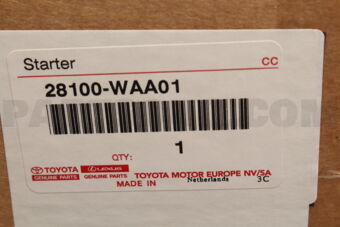 Starter
CC
28100-WAA01
QTY:
1
TOYOTA
GENUINE PARTS
LEXUS
GENUINE PARTS
TOYOTA MOTOR EUROPE NV/SA
MADE IN Netherlands 3C